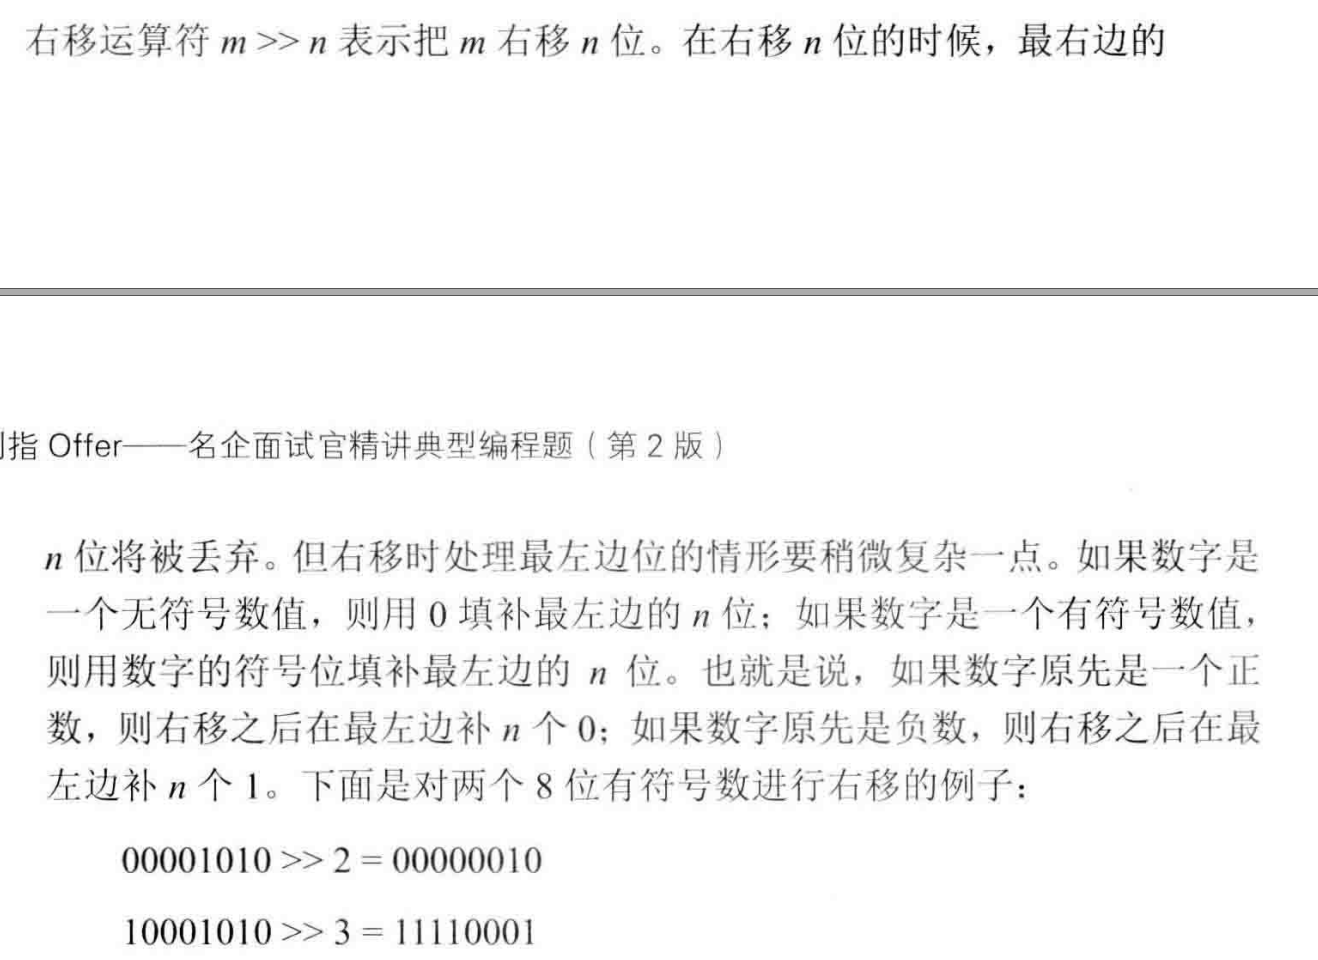 右移运算符 m >> n 表示把 m 右移 n 位。在右移 n 位的时候，最右边的
指 Offer——名企面试官精讲典型编程题（第 2 版）
n 位将被丢弃。但右移时处理最左边位的情形要稍微复杂一点。如果数字是
一个无符号数值，则用 0 填补最左边的 n 位；如果数字是一个有符号数值，
则用数字的符号位填补最左边的 n 位。也就是说，如果数字原先是一个正
数，则右移之后在最左边补 n 个 0；如果数字原先是负数，则右移之后在最
左边补 n 个 1。下面是对两个 8 位有符号数进行右移的例子：
00001010 >> 2 = 00000010
10001010 >> 3 = 11110001